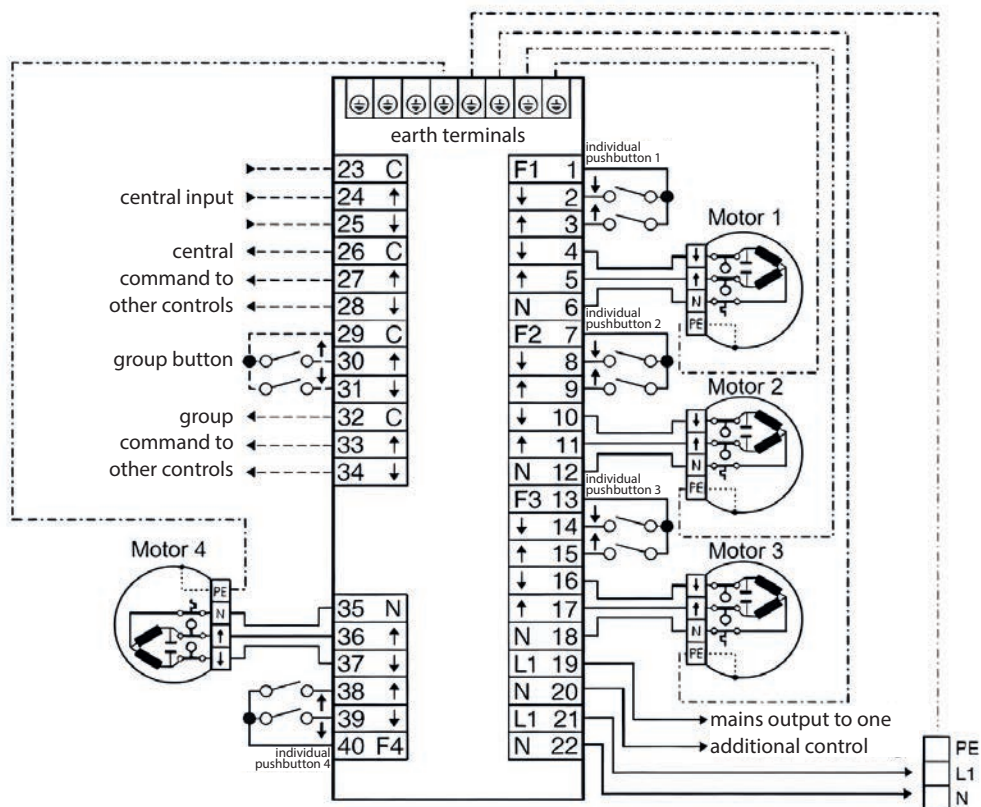 earth terminals
23 C
central input 24 ↑
25 ↓
central 26 C
command to 27 ↑
other controls 28 ↓
29 C
group button 30 ↑
31 ↓
group 32 C
command to 33 ↑
other controls 34 ↓
Motor 4
PE
N
↑
↓
35 N
36 ↑
37 ↓
38 ↑
39 ↓
40 F4
individual
pushbutton 4
individual
pushbutton 1
F1 1
↓ 2
↑ 3
↓ 4
↑ 5
N 6
Motor 1
↓
↑
N
PE
individual
pushbutton 2
F2 7
↓ 8
↑ 9
↓ 10
↑ 11
N 12
Motor 2
↓
↑
N
PE
individual
pushbutton 3
F3 13
↓ 14
↑ 15
↓ 16
↑ 17
N 18
Motor 3
↓
↑
N
PE
L1 19
N 20
L1 21
N 22
mains output to one
additional control
PE
L1
N